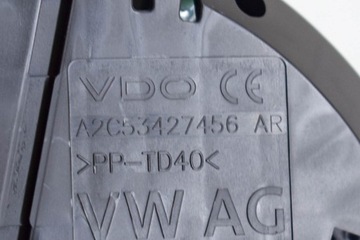 VDO CE
A2C53427456 AR
>PP-TD40<
VW AG